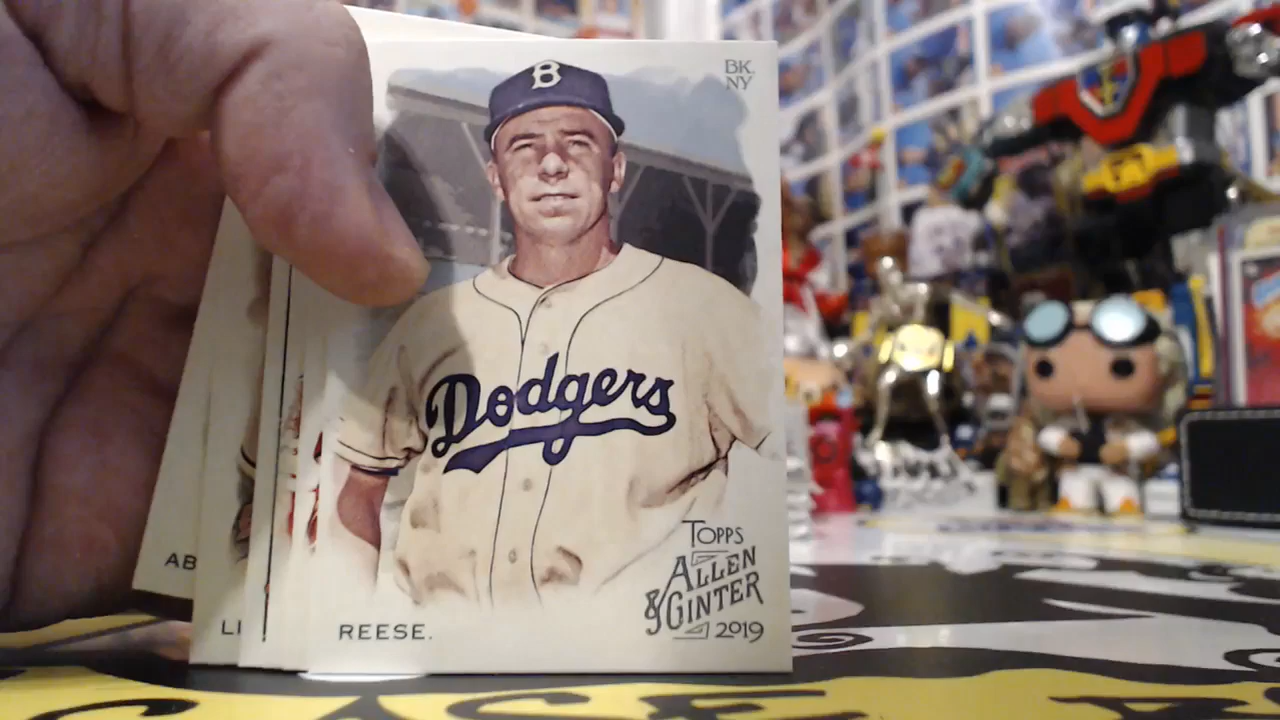 B
BK.
NY
Dodgers
TOPPS
ALLEN
& GINTER
2019
AB
LI
REESE.